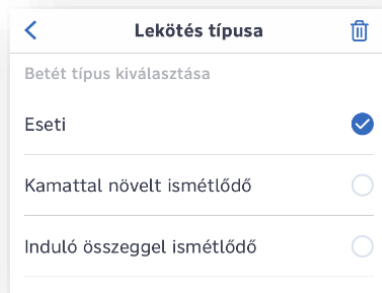 Lekötés típusa
Betét típus kiválasztása
Eseti
Kamattal növelt ismétlődő
Induló összeggel ismétlődő